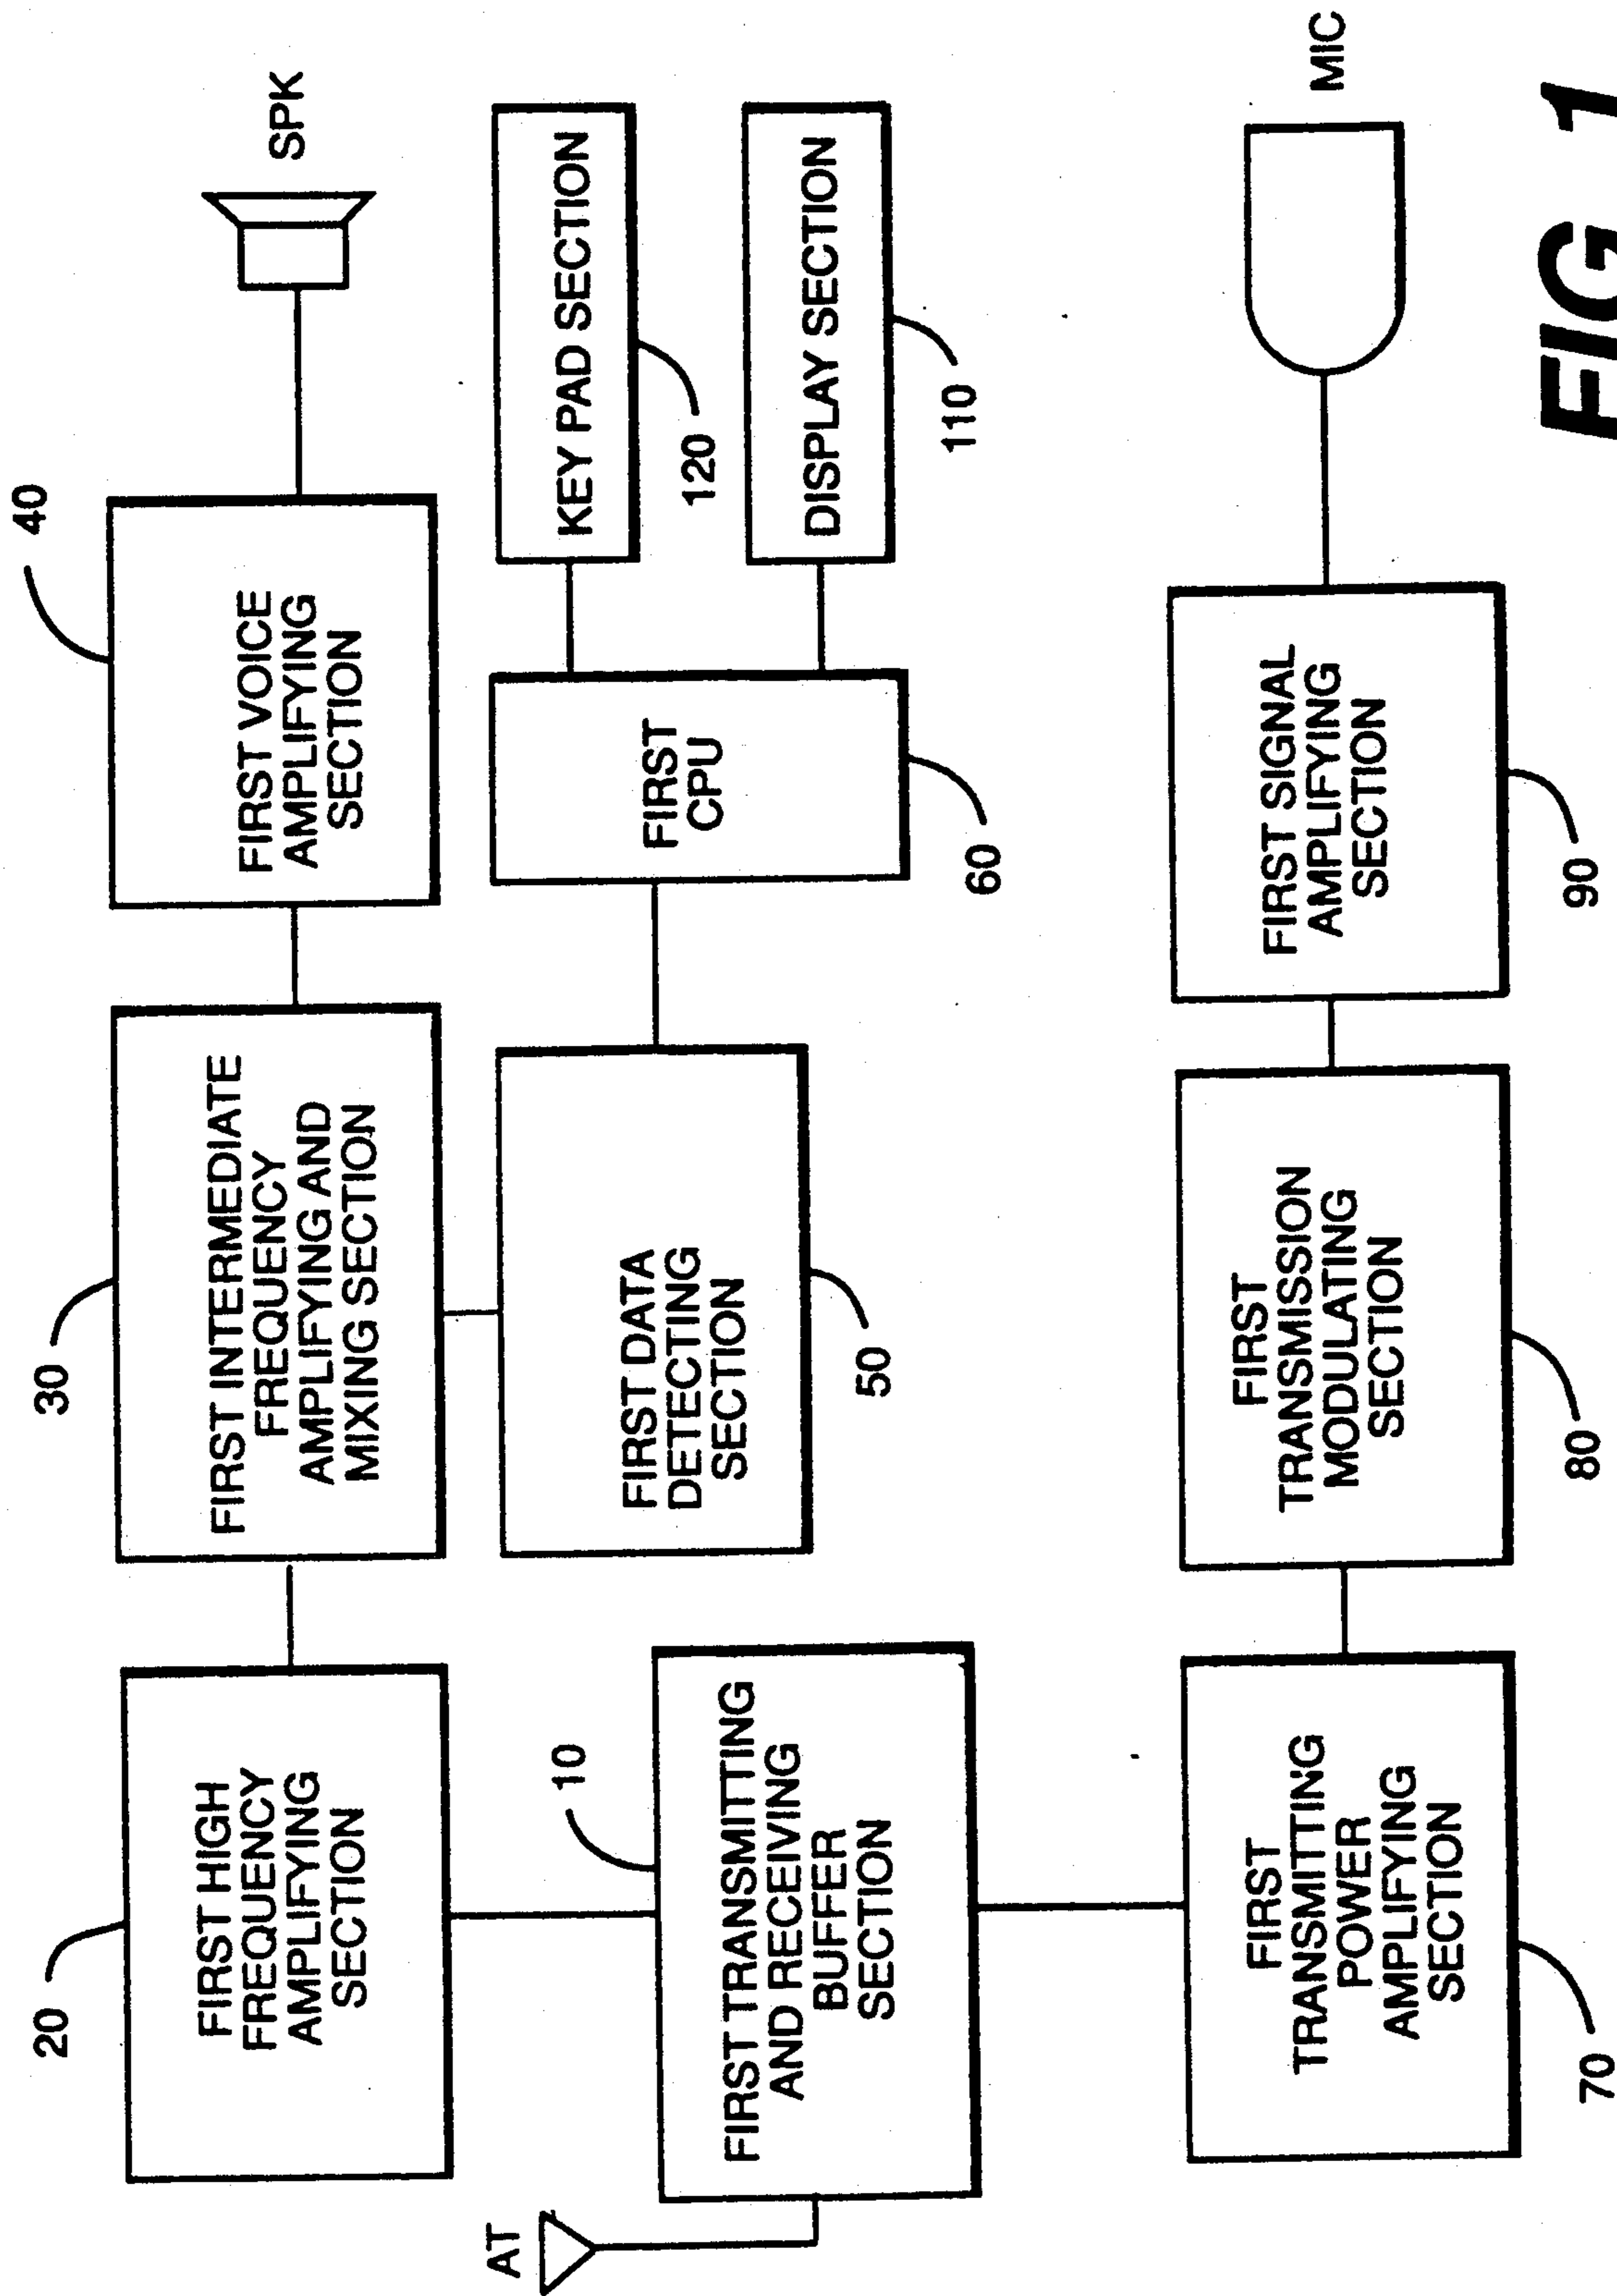 20
FIRST HIGH
FREQUENCY
AMPLIFYING
SECTION
30
FIRST INTERMEDIATE
FREQUENCY
AMPLIFYING AND
MIXING SECTION
40
FIRST VOICE
AMPLIFYING
SECTION
SPK
AT
10
FIRST TRANSMITTING
AND RECEIVING
BUFFER
SECTION
FIRST DATA
DETECTING
SECTION
50
FIRST
CPU
60
KEY PAD SECTION
120
DISPLAY SECTION
110
FIRST
TRANSMITTING
POWER
AMPLIFYING
SECTION
70
FIRST
TRANSMISSION
MODULATING
SECTION
80
FIRST SIGNAL
AMPLIFYING
SECTION
90
MIC
FIG 1